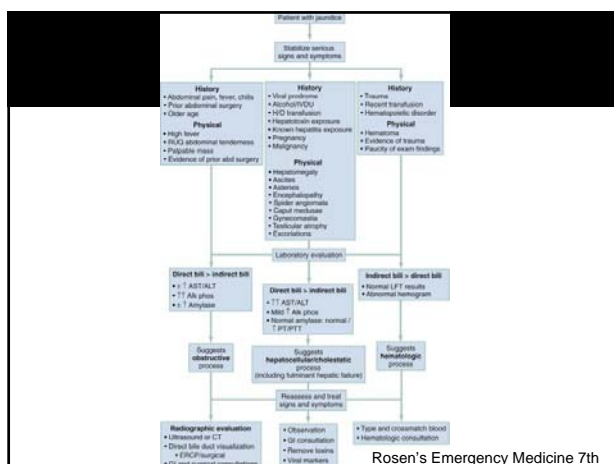 Patient with jaundice
Stabilize serious
signs and symptoms
History
• Abdominal pain, fever, chills
• Prior abdominal surgery
• Older age
Physical
• High fever
• RUQ abdominal tenderness
• Palpable mass
• Evidence of prior abd surgery
History
• Viral prodrome
• Alcohol/IVDU
• H/O transfusion
• Hepatotoxin exposure
• Known hepatitis exposure
• Pregnancy
• Malignancy
Physical
• Hepatomegaly
• Ascites
• Asterixis
• Encephalopathy
• Spider angiomata
• Caput medusae
• Gynecomastia
• Testicular atrophy
• Excoriations
History
• Trauma
• Recent transfusion
• Hematopoietic disorder
Physical
• Hematoma
• Evidence of trauma
• Paucity of exam findings
Laboratory evaluation
Direct bili > indirect bili
• ± ↑ AST/ALT
• ↑↑ Alk phos
• ± ↑ Amylase
Direct bili > indirect bili
• ↑↑ AST/ALT
• Mild ↑ Alk phos
• Normal amylase: normal /
↑ PT/PTT
Indirect bili > direct bili
• Normal LFT results
• Abnormal hemogram
Suggests
obstructive
process
Suggests
hepatocellular/cholestatic
process
(including fulminant hepatic failure)
Suggests
hematologic
process
Reassess and treat
signs and symptoms
Radiographic evaluation
• Ultrasound or CT
• Direct bile duct visualization
• ERCP/surgical
• GI and surgical consultations
• Observation
• GI consultation
• Remove toxins
• Viral markers
• Type and crossmatch blood
• Hematologic consultation
Rosen's Emergency Medicine 7th